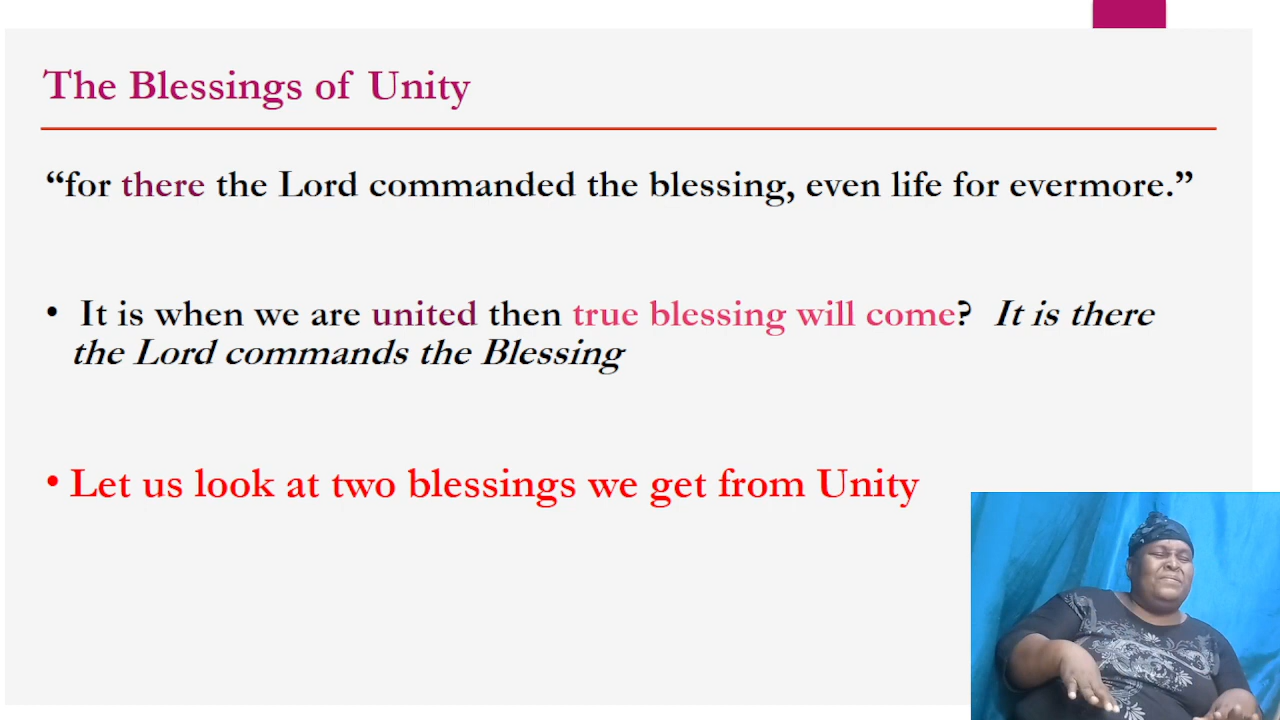 The Blessings of Unity
“for there the Lord commanded the blessing, even life for evermore.”
• It is when we are united then true blessing will come? It is there
the Lord commands the Blessing
• Let us look at two blessings we get from Unity